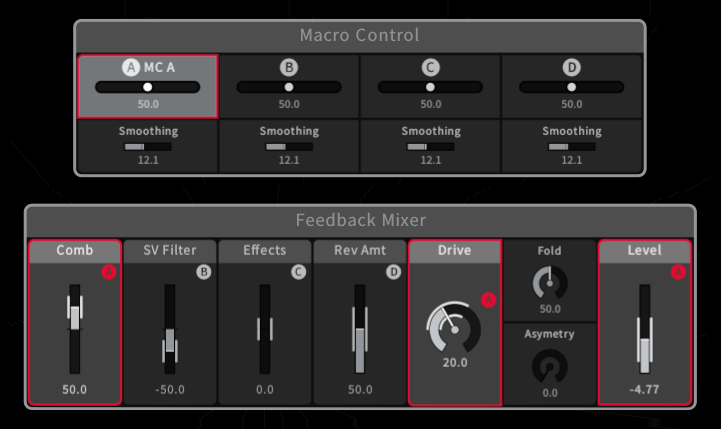 Macro Control
A MC A B C D
50.0 50.0 50.0 50.0
Smoothing Smoothing Smoothing Smoothing
12.1 12.1 12.1 12.1
Feedback Mixer
Comb SV Filter Effects Rev Amt Drive Fold Level
A B C D A A
50.0
Asymetry
20.0
50.0 -50.0 0.0 50.0 0.0 -4.77